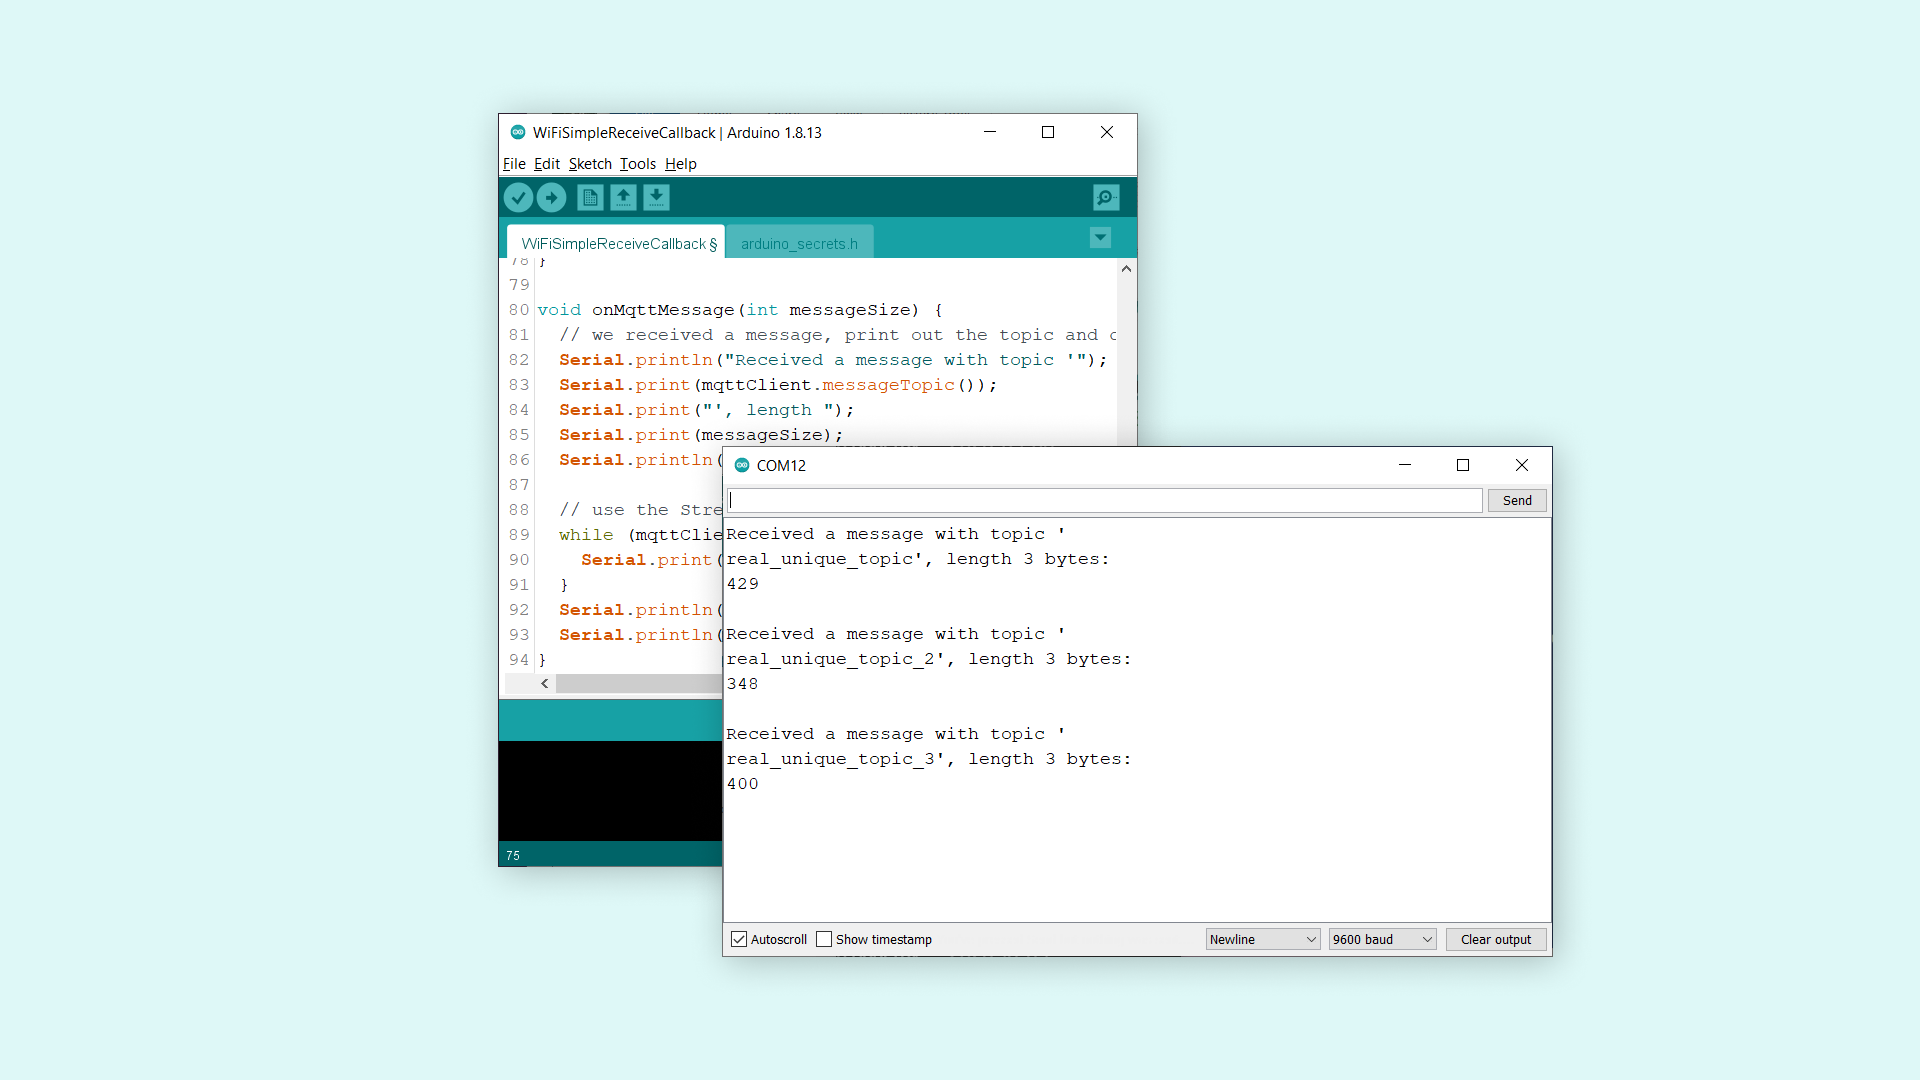 WiFiSimpleReceiveCallback | Arduino 1.8.13
File Edit Sketch Tools Help
WiFiSimpleReceiveCallback § arduino_secrets.h
78 }
79
80 void onMqttMessage(int messageSize) {
81 // we received a message, print out the topic and
82 Serial.println("Received a message with topic '");
83 Serial.print(mqttClient.messageTopic());
84 Serial.print("', length ");
85 Serial.print(messageSize);
86 Serial.println(
87
88 // use the Stre
89 while (mqttClie
90 Serial.print(
91 }
92 Serial.println(
93 Serial.println(
94 }
75
COM12
Send
Received a message with topic '
real_unique_topic', length 3 bytes:
429
Received a message with topic '
real_unique_topic_2', length 3 bytes:
348
Received a message with topic '
real_unique_topic_3', length 3 bytes:
400
Autoscroll Show timestamp Newline 9600 baud Clear output